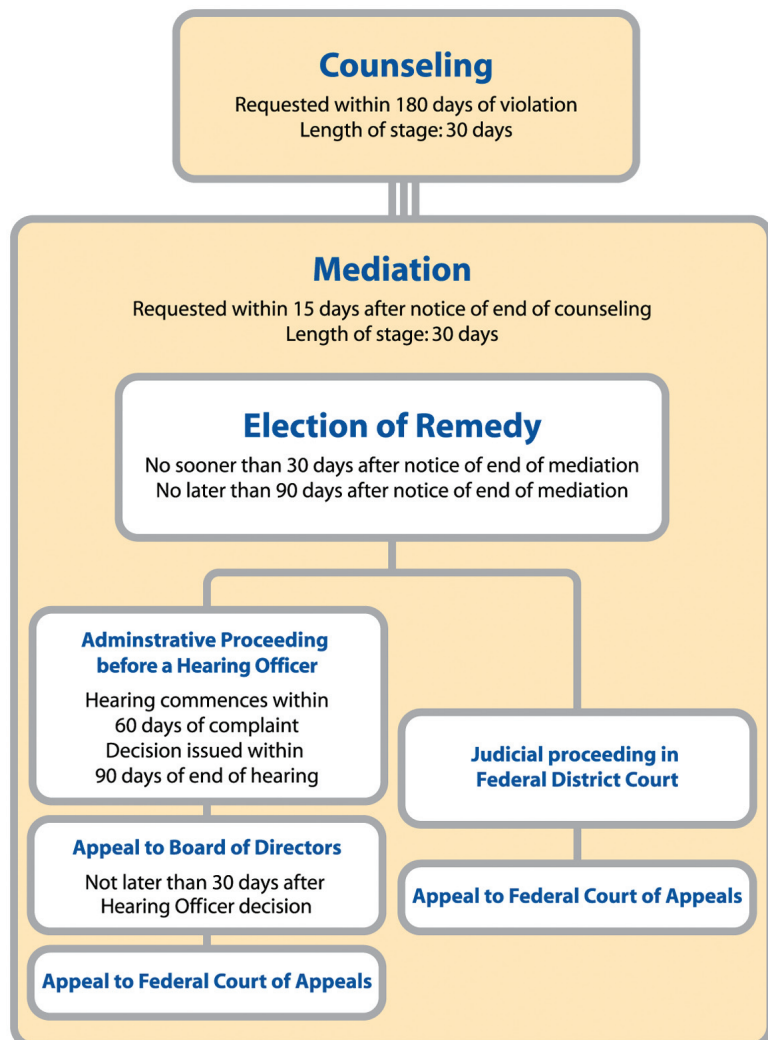 Counseling
Requested within 180 days of violation
Length of stage: 30 days
Mediation
Requested within 15 days after notice of end of counseling
Length of stage: 30 days
Election of Remedy
No sooner than 30 days after notice of end of mediation
No later than 90 days after notice of end of mediation
Adminstrative Proceeding
before a Hearing Officer
Hearing commences within
60 days of complaint
Decision issued within
90 days of end of hearing
Appeal to Board of Directors
Not later than 30 days after
Hearing Officer decision
Appeal to Federal Court of Appeals
Judicial proceeding in
Federal District Court
Appeal to Federal Court of Appeals